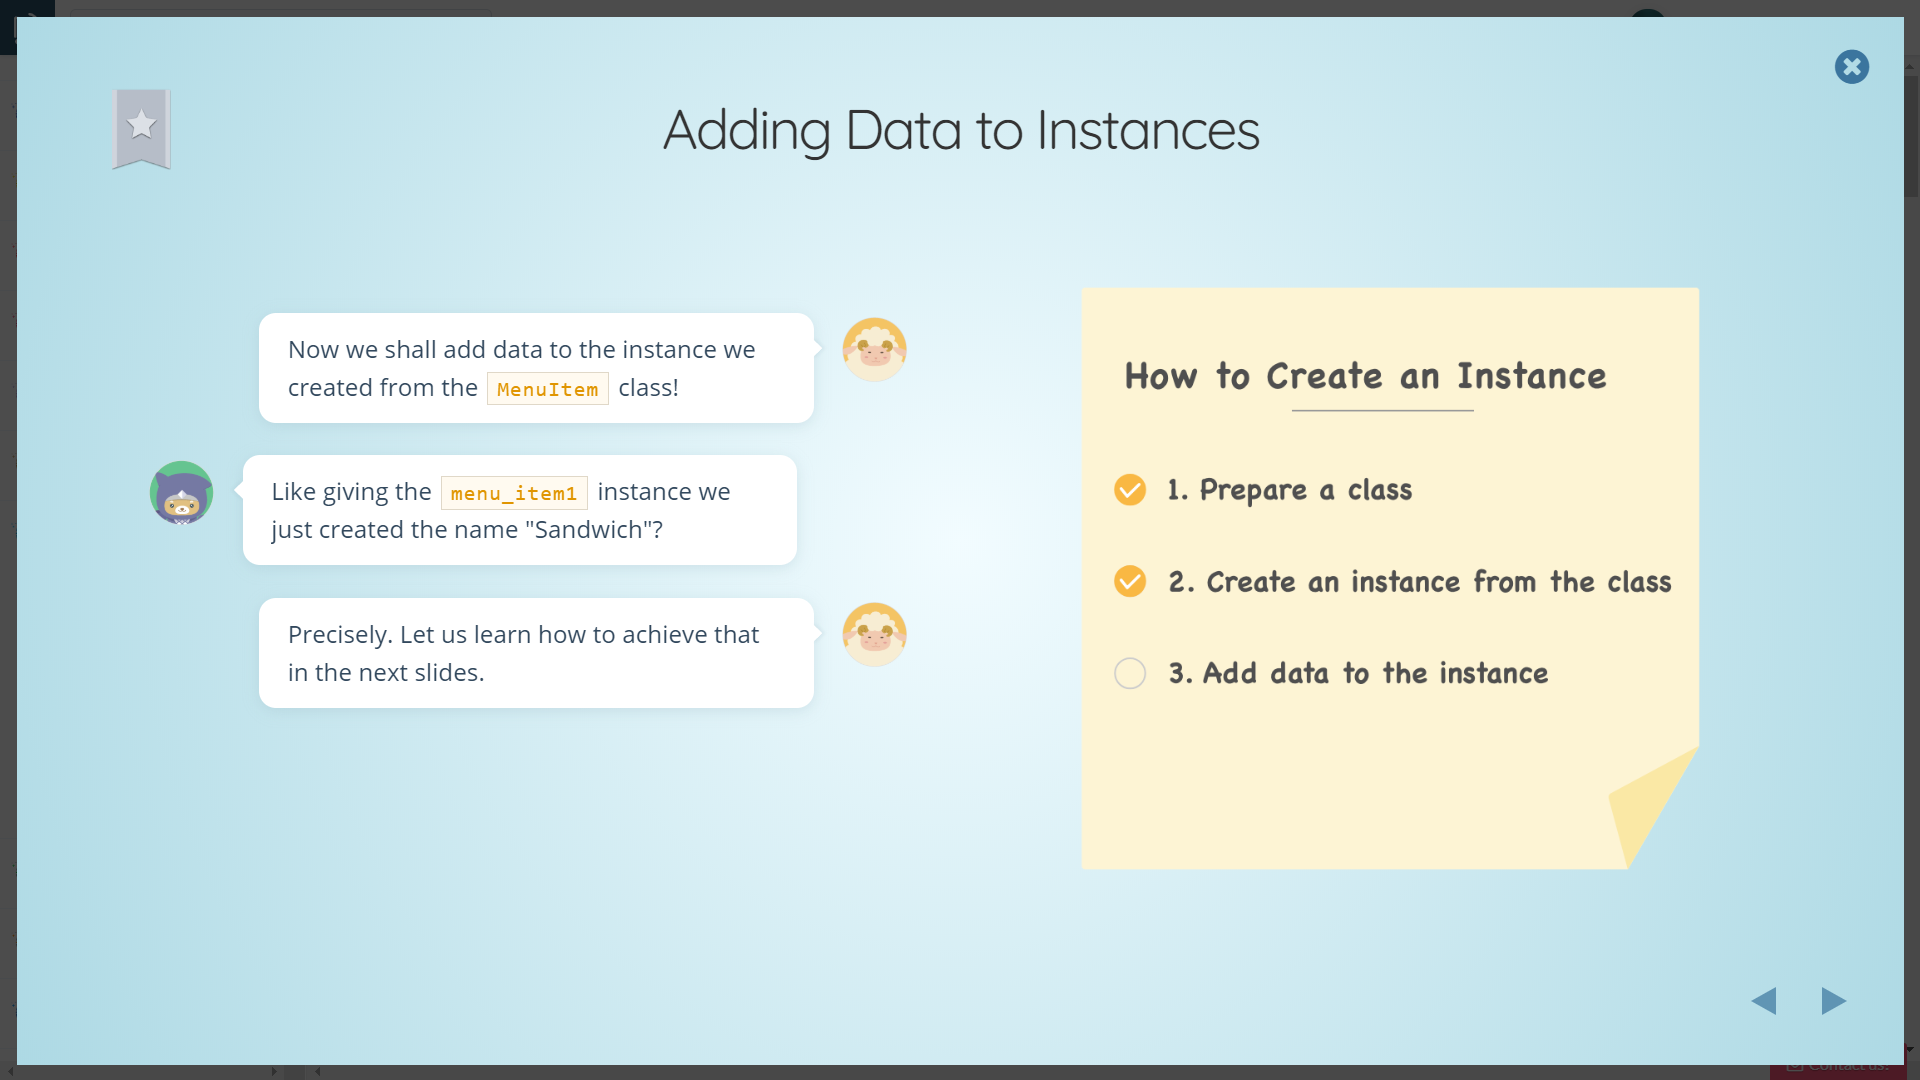 Adding Data to Instances
Now we shall add data to the instance we
created from the MenuItem class!
Like giving the menu_item1 instance we
just created the name "Sandwich"?
Precisely. Let us learn how to achieve that
in the next slides.
How to Create an Instance
1. Prepare a class
2. Create an instance from the class
3. Add data to the instance
Contact us!